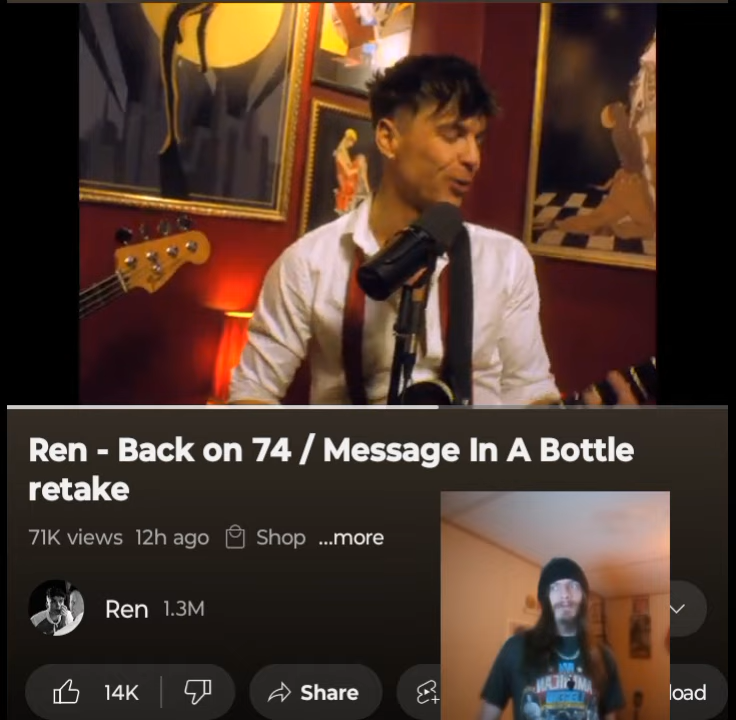 Ren - Back on 74 / Message In A Bottle
retake
71K views 12h ago Shop ...more
Ren 1.3M
14K Share load